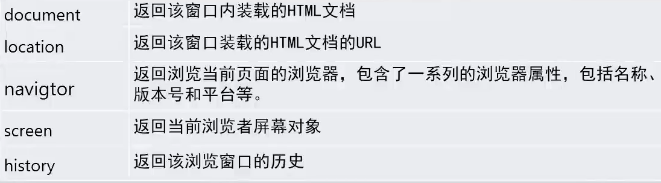 document 返回该窗口内装载的HTML文档
location 返回该窗口装载的HTML文档的URL
navigtor 返回浏览当前页面的浏览器，包含了一系列的浏览器属性，包括名称、
版本号和平台等。
screen 返回当前浏览者屏幕对象
history 返回该浏览窗口的历史